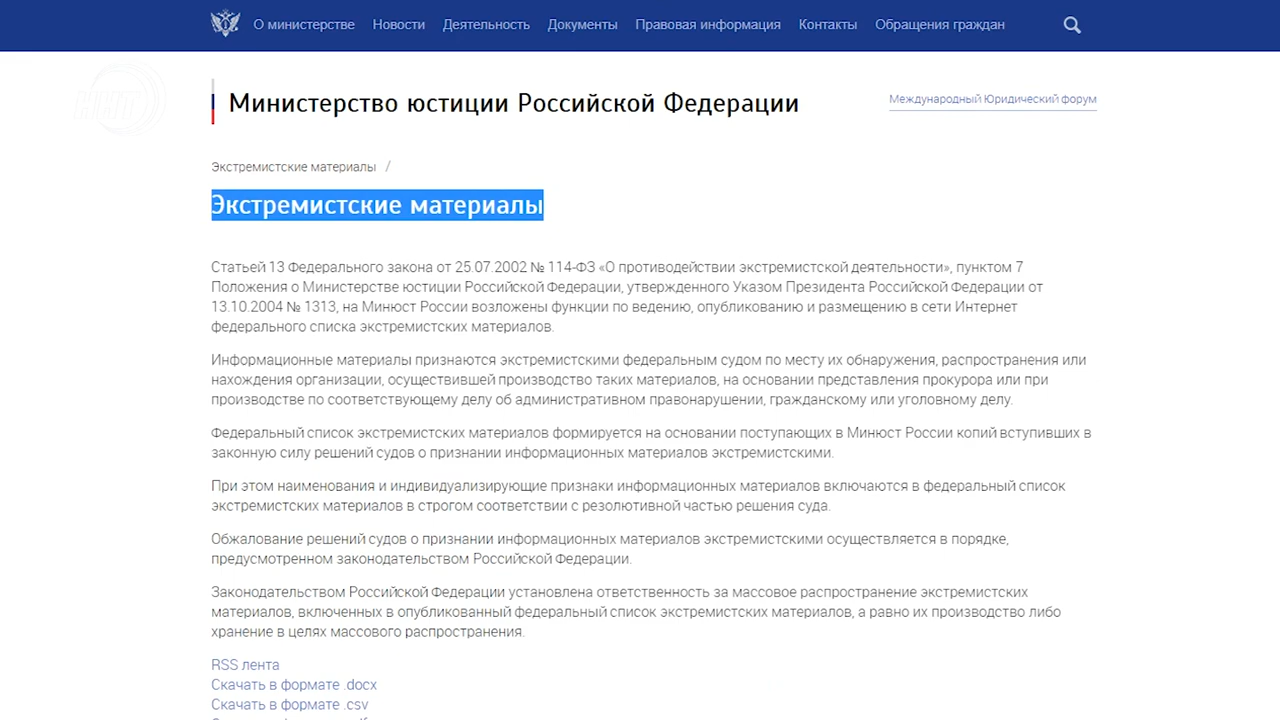 О министерстве Новости Деятельность Документы Правовая информация Контакты Обращения граждан
НИТ
Министерство юстиции Российской Федерации
Международный Юридический форум
Экстремистские материалы /
Экстремистские материалы
Статьей 13 Федерального закона от 25.07.2002 № 114-ФЗ «О противодействии экстремистской деятельности», пунктом 7
Положения о Министерстве юстиции Российской Федерации, утвержденного Указом Президента Российской Федерации от
13.10.2004 № 1313, на Минюст России возложены функции по ведению, опубликованию и размещению в сети Интернет
федерального списка экстремистских материалов.
Информационные материалы признаются экстремистскими федеральным судом по месту их обнаружения, распространения или
нахождения организации, осуществившей производство таких материалов, на основании представления прокурора или при
производстве по соответствующему делу об административном правонарушении, гражданскому или уголовному делу.
Федеральный список экстремистских материалов формируется на основании поступающих в Минюст России копий вступивших в
законную силу решений судов о признании информационных материалов экстремистскими.
При этом наименования и индивидуализирующие признаки информационных материалов включаются в федеральный список
экстремистских материалов в строгом соответствии с резолютивной частью решения суда.
Обжалование решений судов о признании информационных материалов экстремистскими осуществляется в порядке,
предусмотренном законодательством Российской Федерации.
Законодательством Российской Федерации установлена ответственность за массовое распространение экстремистских
материалов, включенных в опубликованный федеральный список экстремистских материалов, а равно их производство либо
хранение в целях массового распространения.
RSS лента
Скачать в формате .docx
Скачать в формате .csv